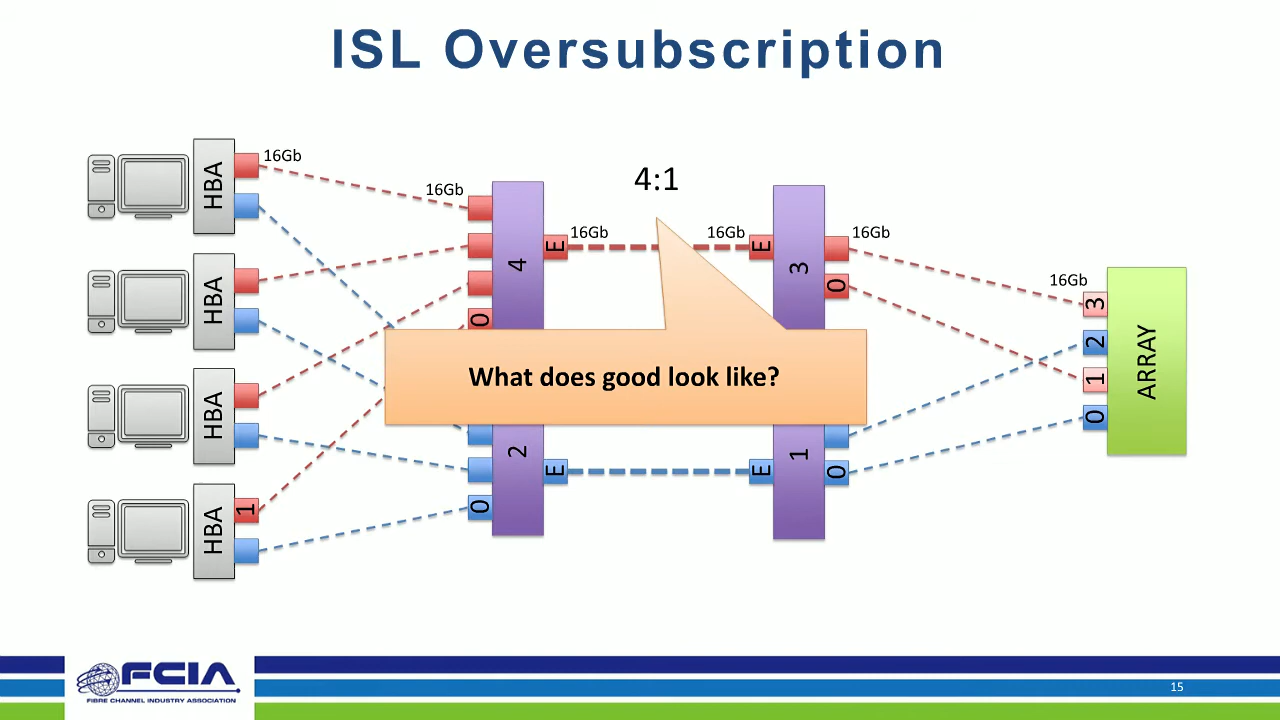 ISL Oversubscription
HBA
16Gb
HBA
HBA
HBA
1
16Gb
4
0
E
16Gb
4:1
16Gb
E
3
16Gb
0
What does good look like?
2
0
E
E
1
0
16Gb
3
2
1
0
ARRAY
FCIA
FIBRE CHANNEL INDUSTRY ASSOCIATION
15